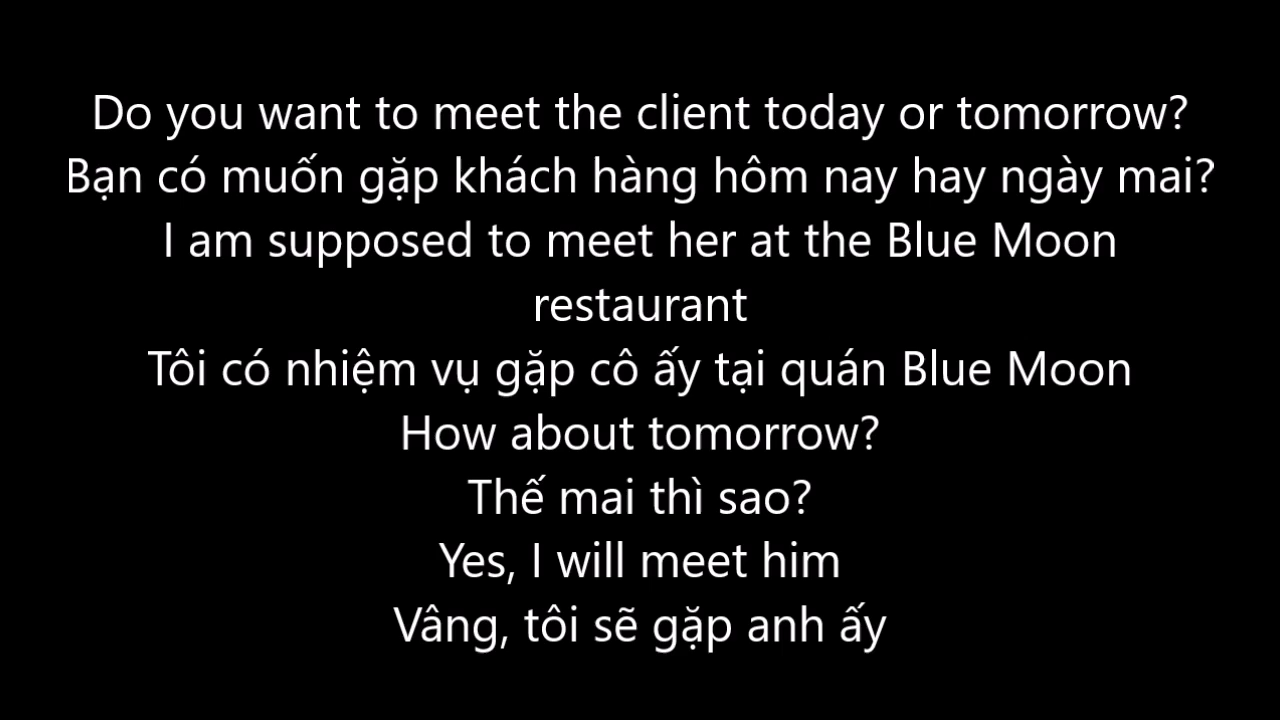 Do you want to meet the client today or tomorrow?
Bạn có muốn gặp khách hàng hôm nay hay ngày mai?
I am supposed to meet her at the Blue Moon
restaurant
Tôi có nhiệm vụ gặp cô ấy tại quán Blue Moon
How about tomorrow?
Thế mai thì sao?
Yes, I will meet him
Vâng, tôi sẽ gặp anh ấy